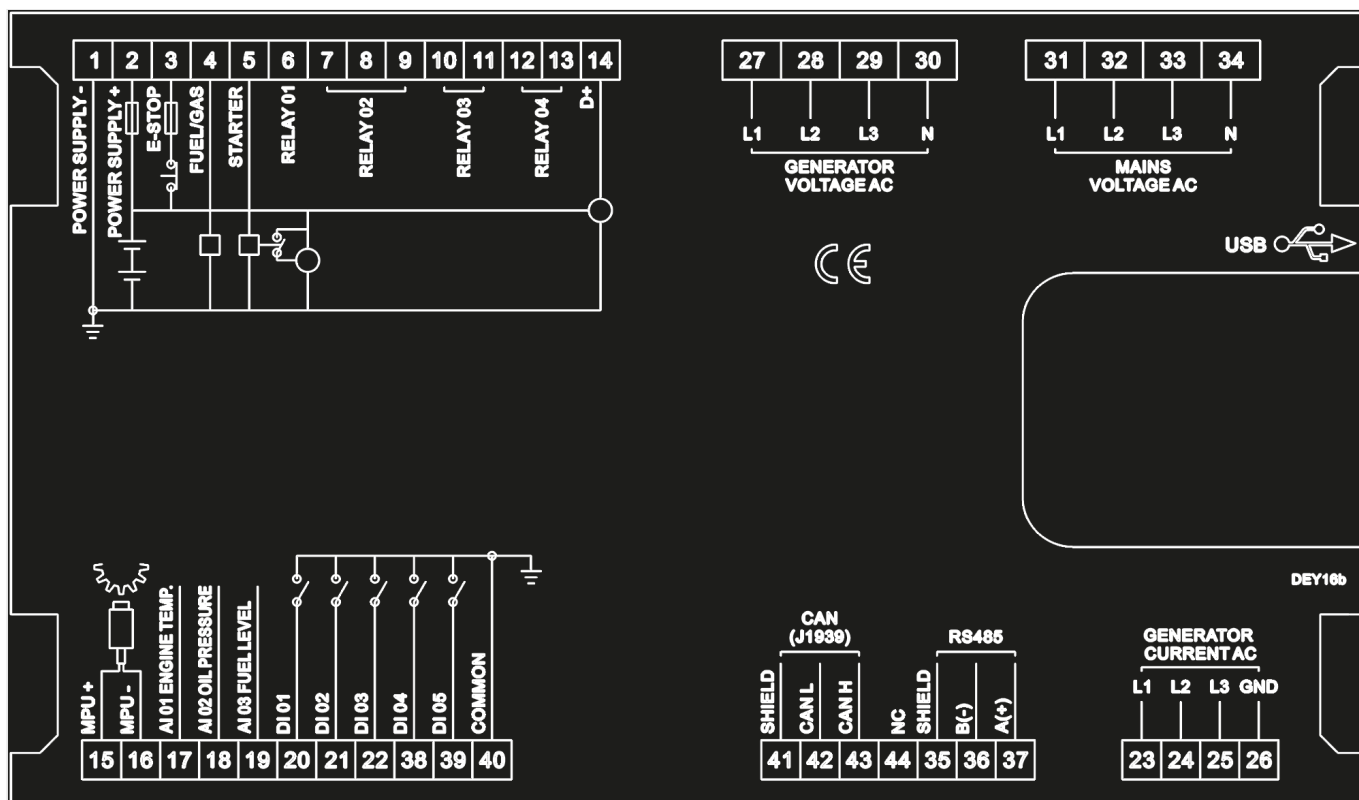 1 2 3 4 5 6 7 8 9 10 11 12 13 14
POWER SUPPLY -
POWER SUPPLY +
E-STOP
FUEL/GAS
STARTER
RELAY 01
RELAY 02
RELAY 03
RELAY 04
D+
27 28 29 30
L1 L2 L3 N
GENERATOR
VOLTAGE AC
31 32 33 34
L1 L2 L3 N
MAINS
VOLTAGE AC
USB
CE
DEY16b
MPU +
MPU -
AI 01 ENGINE TEMP.
AI 02 OIL PRESSURE
AI 03 FUEL LEVEL
DI 01
DI 02
DI 03
DI 04
DI 05
COMMON
15 16 17 18 19 20 21 22 38 39 40
CAN
(J1939)
RS485
SHIELD
CAN L
CAN H
NC
SHIELD
B(-)
A(+)
41 42 43 44 35 36 37
GENERATOR
CURRENT AC
L1 L2 L3 GND
23 24 25 26